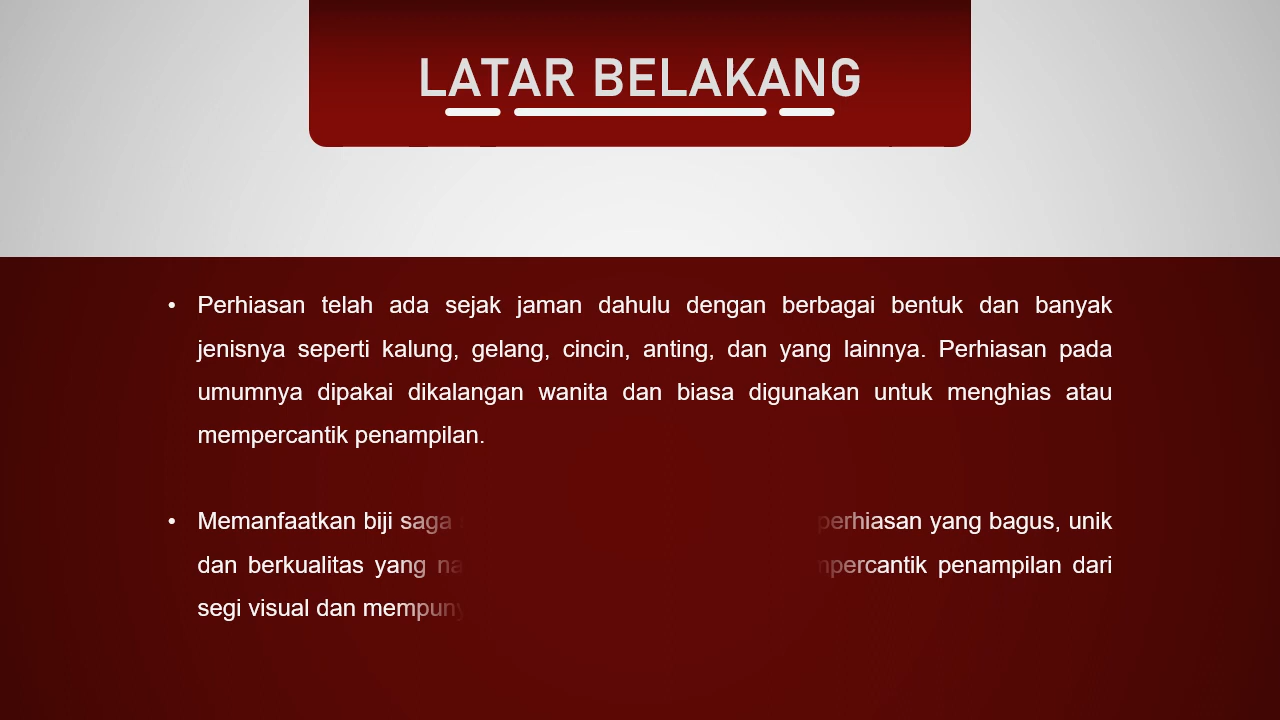 LATAR BELAKANG
• Perhiasan telah ada sejak jaman dahulu dengan berbagai bentuk dan banyak
jenisnya seperti kalung, gelang, cincin, anting, dan yang lainnya. Perhiasan pada
umumnya dipakai dikalangan wanita dan biasa digunakan untuk menghias atau
mempercantik penampilan.
• Memanfaatkan biji saga perhiasan yang bagus, unik
dan berkualitas yang penampilan dari
segi visual dan